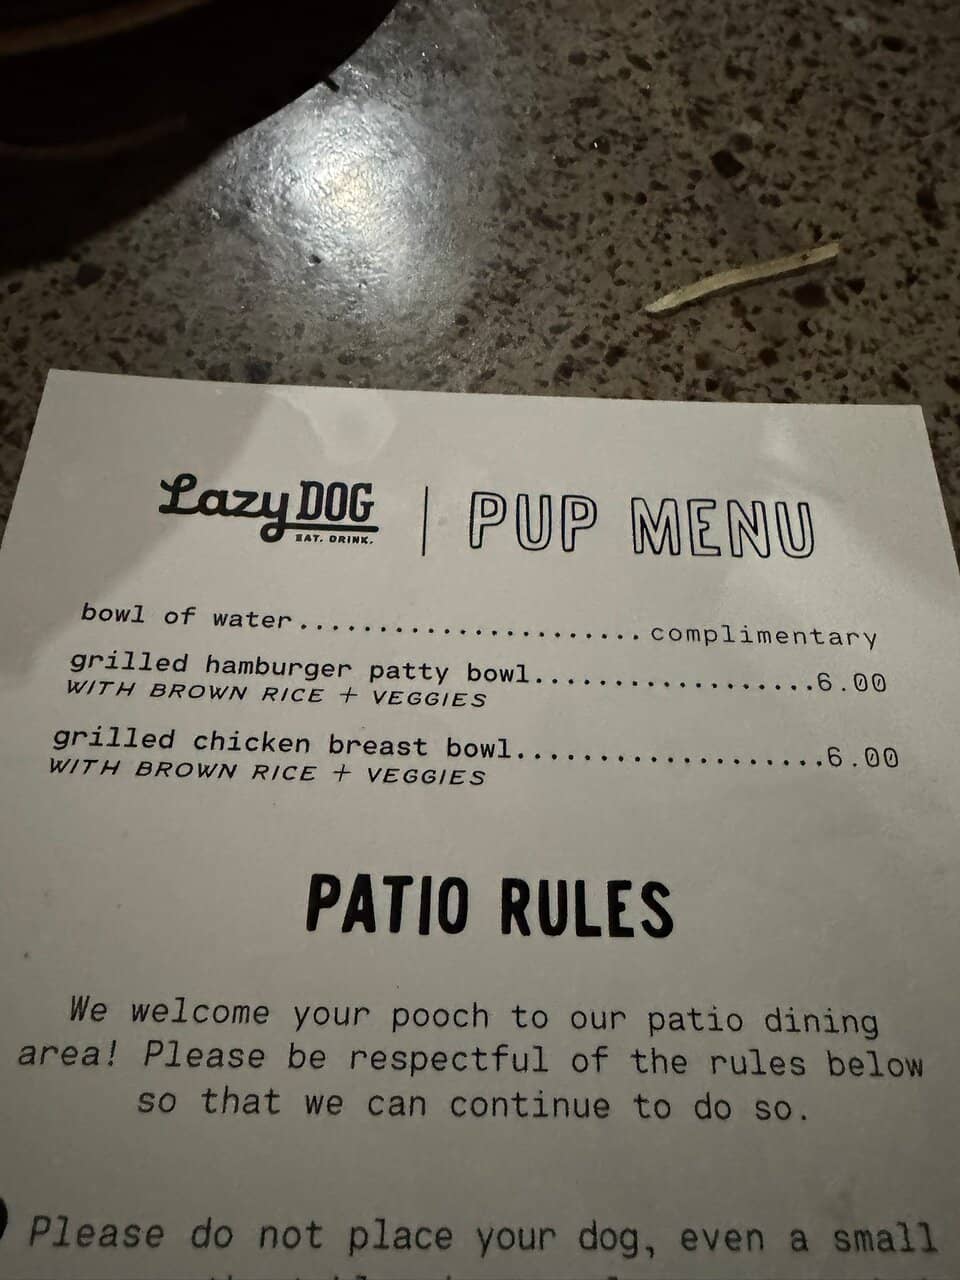 Lazy DOG
EAT. DRINK.
PUP MENU
bowl of water......................complimentary
grilled hamburger patty bowl..................6.00
WITH BROWN RICE + VEGGIES
grilled chicken breast bowl....................6.00
WITH BROWN RICE + VEGGIES
PATIO RULES
We welcome your pooch to our patio dining
area! Please be respectful of the rules below
so that we can continue to do so.
Please do not place your dog, even a small